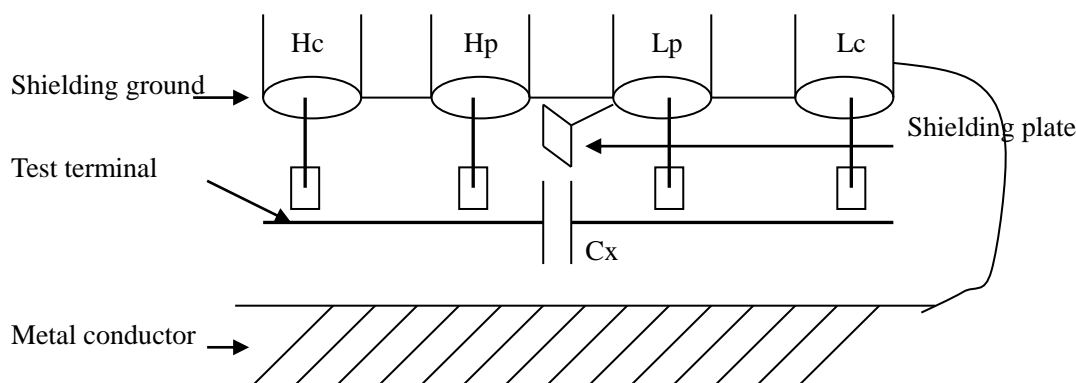 Hc
Hp
Lp
Lc
Shielding ground
Shielding plate
Test terminal
Cx
Metal conductor